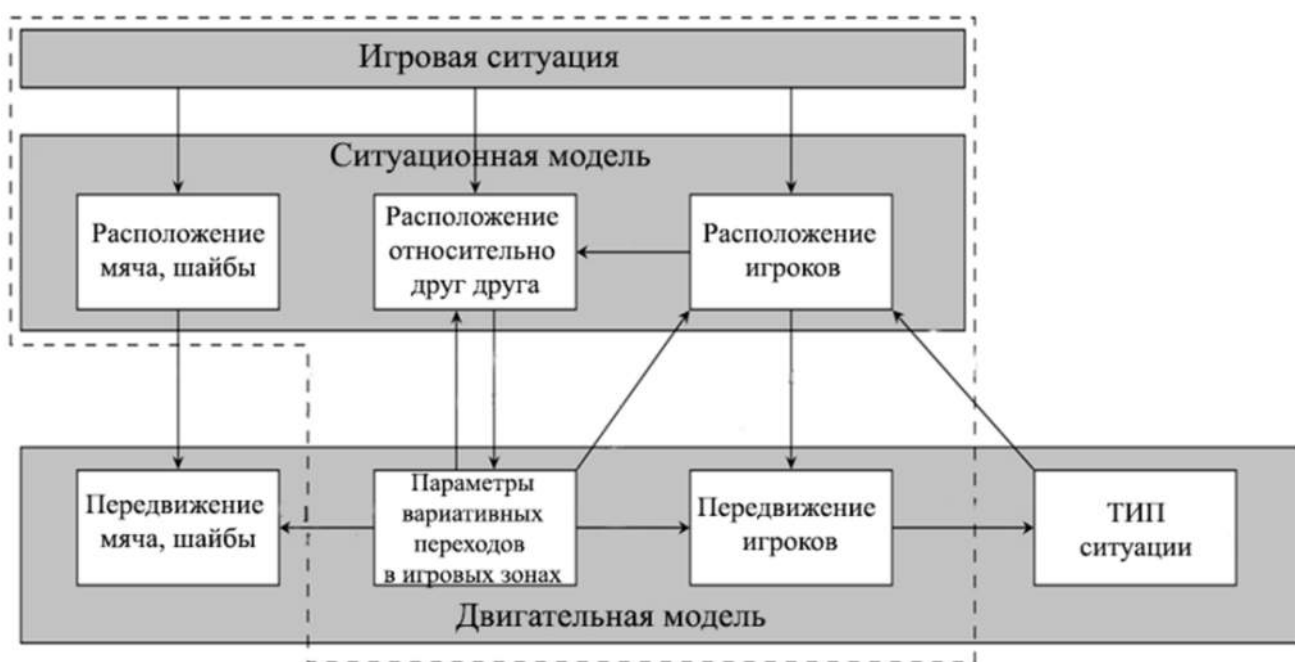 Игровая ситуация
Ситуационная модель
Расположение
мяча, шайбы
Расположение
относительно
друг друга
Расположение
игроков
Передвижение
мяча, шайбы
Параметры
вариативных
переходов
в игровых зонах
Передвижение
игроков
ТИП
ситуации
Двигательная модель